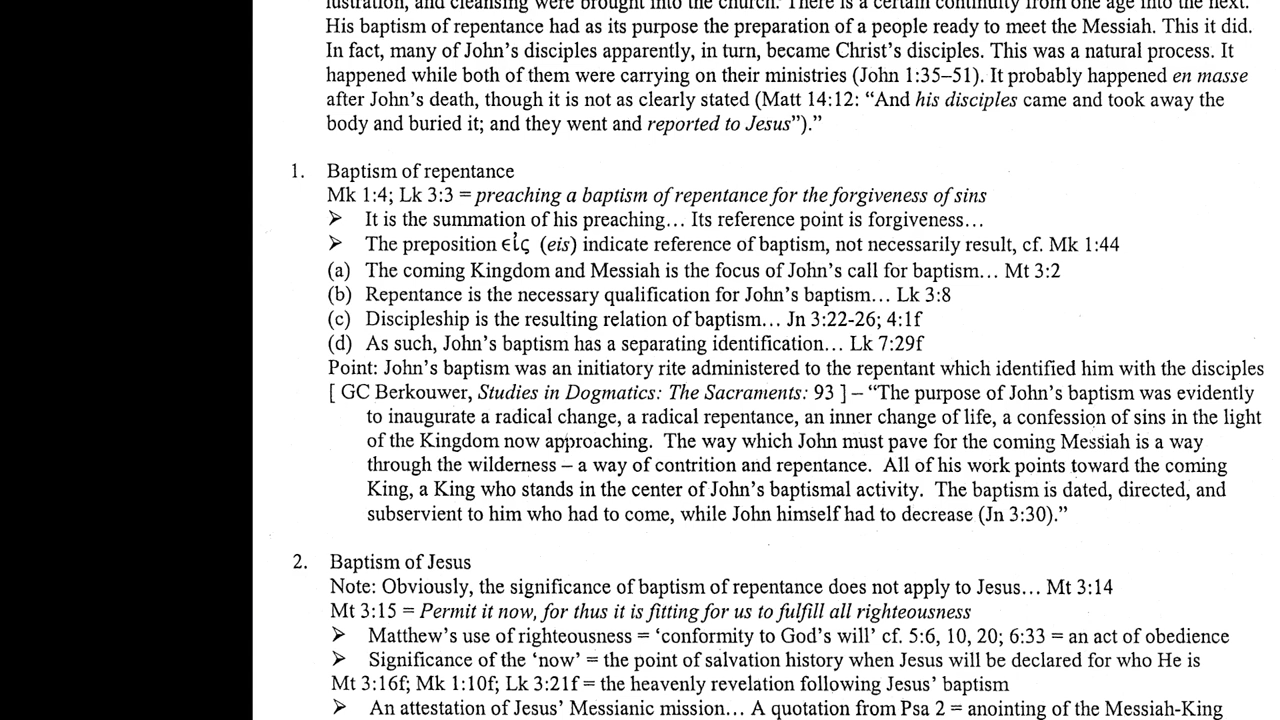 lustration, and cleansing were brought into the church. There is a certain continuity from one age into the next.
His baptism of repentance had as its purpose the preparation of a people ready to meet the Messiah. This it did.
In fact, many of John’s disciples apparently, in turn, became Christ’s disciples. This was a natural process. It
happened while both of them were carrying on their ministries (John 1:35–51). It probably happened en masse
after John’s death, though it is not as clearly stated (Matt 14:12: “And his disciples came and took away the
body and buried it; and they went and reported to Jesus”).”
1. Baptism of repentance
Mk 1:4; Lk 3:3 = preaching a baptism of repentance for the forgiveness of sins
➢ It is the summation of his preaching… Its reference point is forgiveness…
➢ The preposition εἰς (eis) indicate reference of baptism, not necessarily result, cf. Mk 1:44
(a) The coming Kingdom and Messiah is the focus of John’s call for baptism… Mt 3:2
(b) Repentance is the necessary qualification for John’s baptism… Lk 3:8
(c) Discipleship is the resulting relation of baptism… Jn 3:22-26; 4:1f
(d) As such, John’s baptism has a separating identification… Lk 7:29f
Point: John’s baptism was an initiatory rite administered to the repentant which identified him with the disciples
[ GC Berkouwer, Studies in Dogmatics: The Sacraments: 93 ] – “The purpose of John’s baptism was evidently
to inaugurate a radical change, a radical repentance, an inner change of life, a confession of sins in the light
of the Kingdom now approaching. The way which John must pave for the coming Messiah is a way
through the wilderness – a way of contrition and repentance. All of his work points toward the coming
King, a King who stands in the center of John’s baptismal activity. The baptism is dated, directed, and
subservient to him who had to come, while John himself had to decrease (Jn 3:30).”
2. Baptism of Jesus
Note: Obviously, the significance of baptism of repentance does not apply to Jesus… Mt 3:14
Mt 3:15 = Permit it now, for thus it is fitting for us to fulfill all righteousness
➢ Matthew’s use of righteousness = ‘conformity to God’s will’ cf. 5:6, 10, 20; 6:33 = an act of obedience
➢ Significance of the ‘now’ = the point of salvation history when Jesus will be declared for who He is
Mt 3:16f; Mk 1:10f; Lk 3:21f = the heavenly revelation following Jesus’ baptism
➢ An attestation of Jesus’ Messianic mission… A quotation from Psa 2 = anointing of the Messiah-King